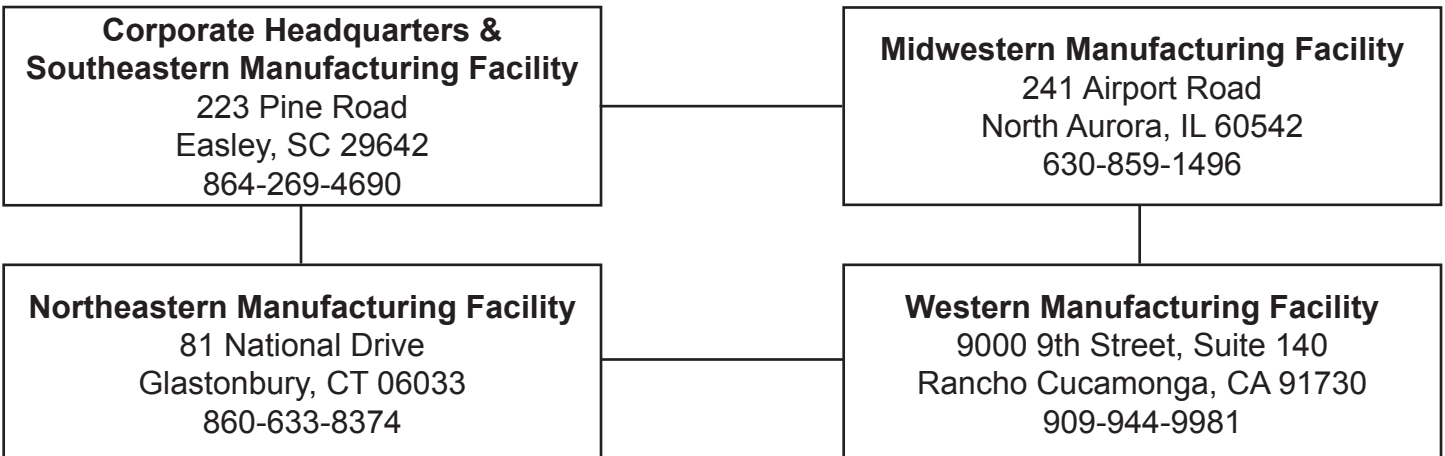 Corporate Headquarters &
Southeastern Manufacturing Facility
223 Pine Road
Easley, SC 29642
864-269-4690
Midwestern Manufacturing Facility
241 Airport Road
North Aurora, IL 60542
630-859-1496
Northeastern Manufacturing Facility
81 National Drive
Glastonbury, CT 06033
860-633-8374
Western Manufacturing Facility
9000 9th Street, Suite 140
Rancho Cucamonga, CA 91730
909-944-9981